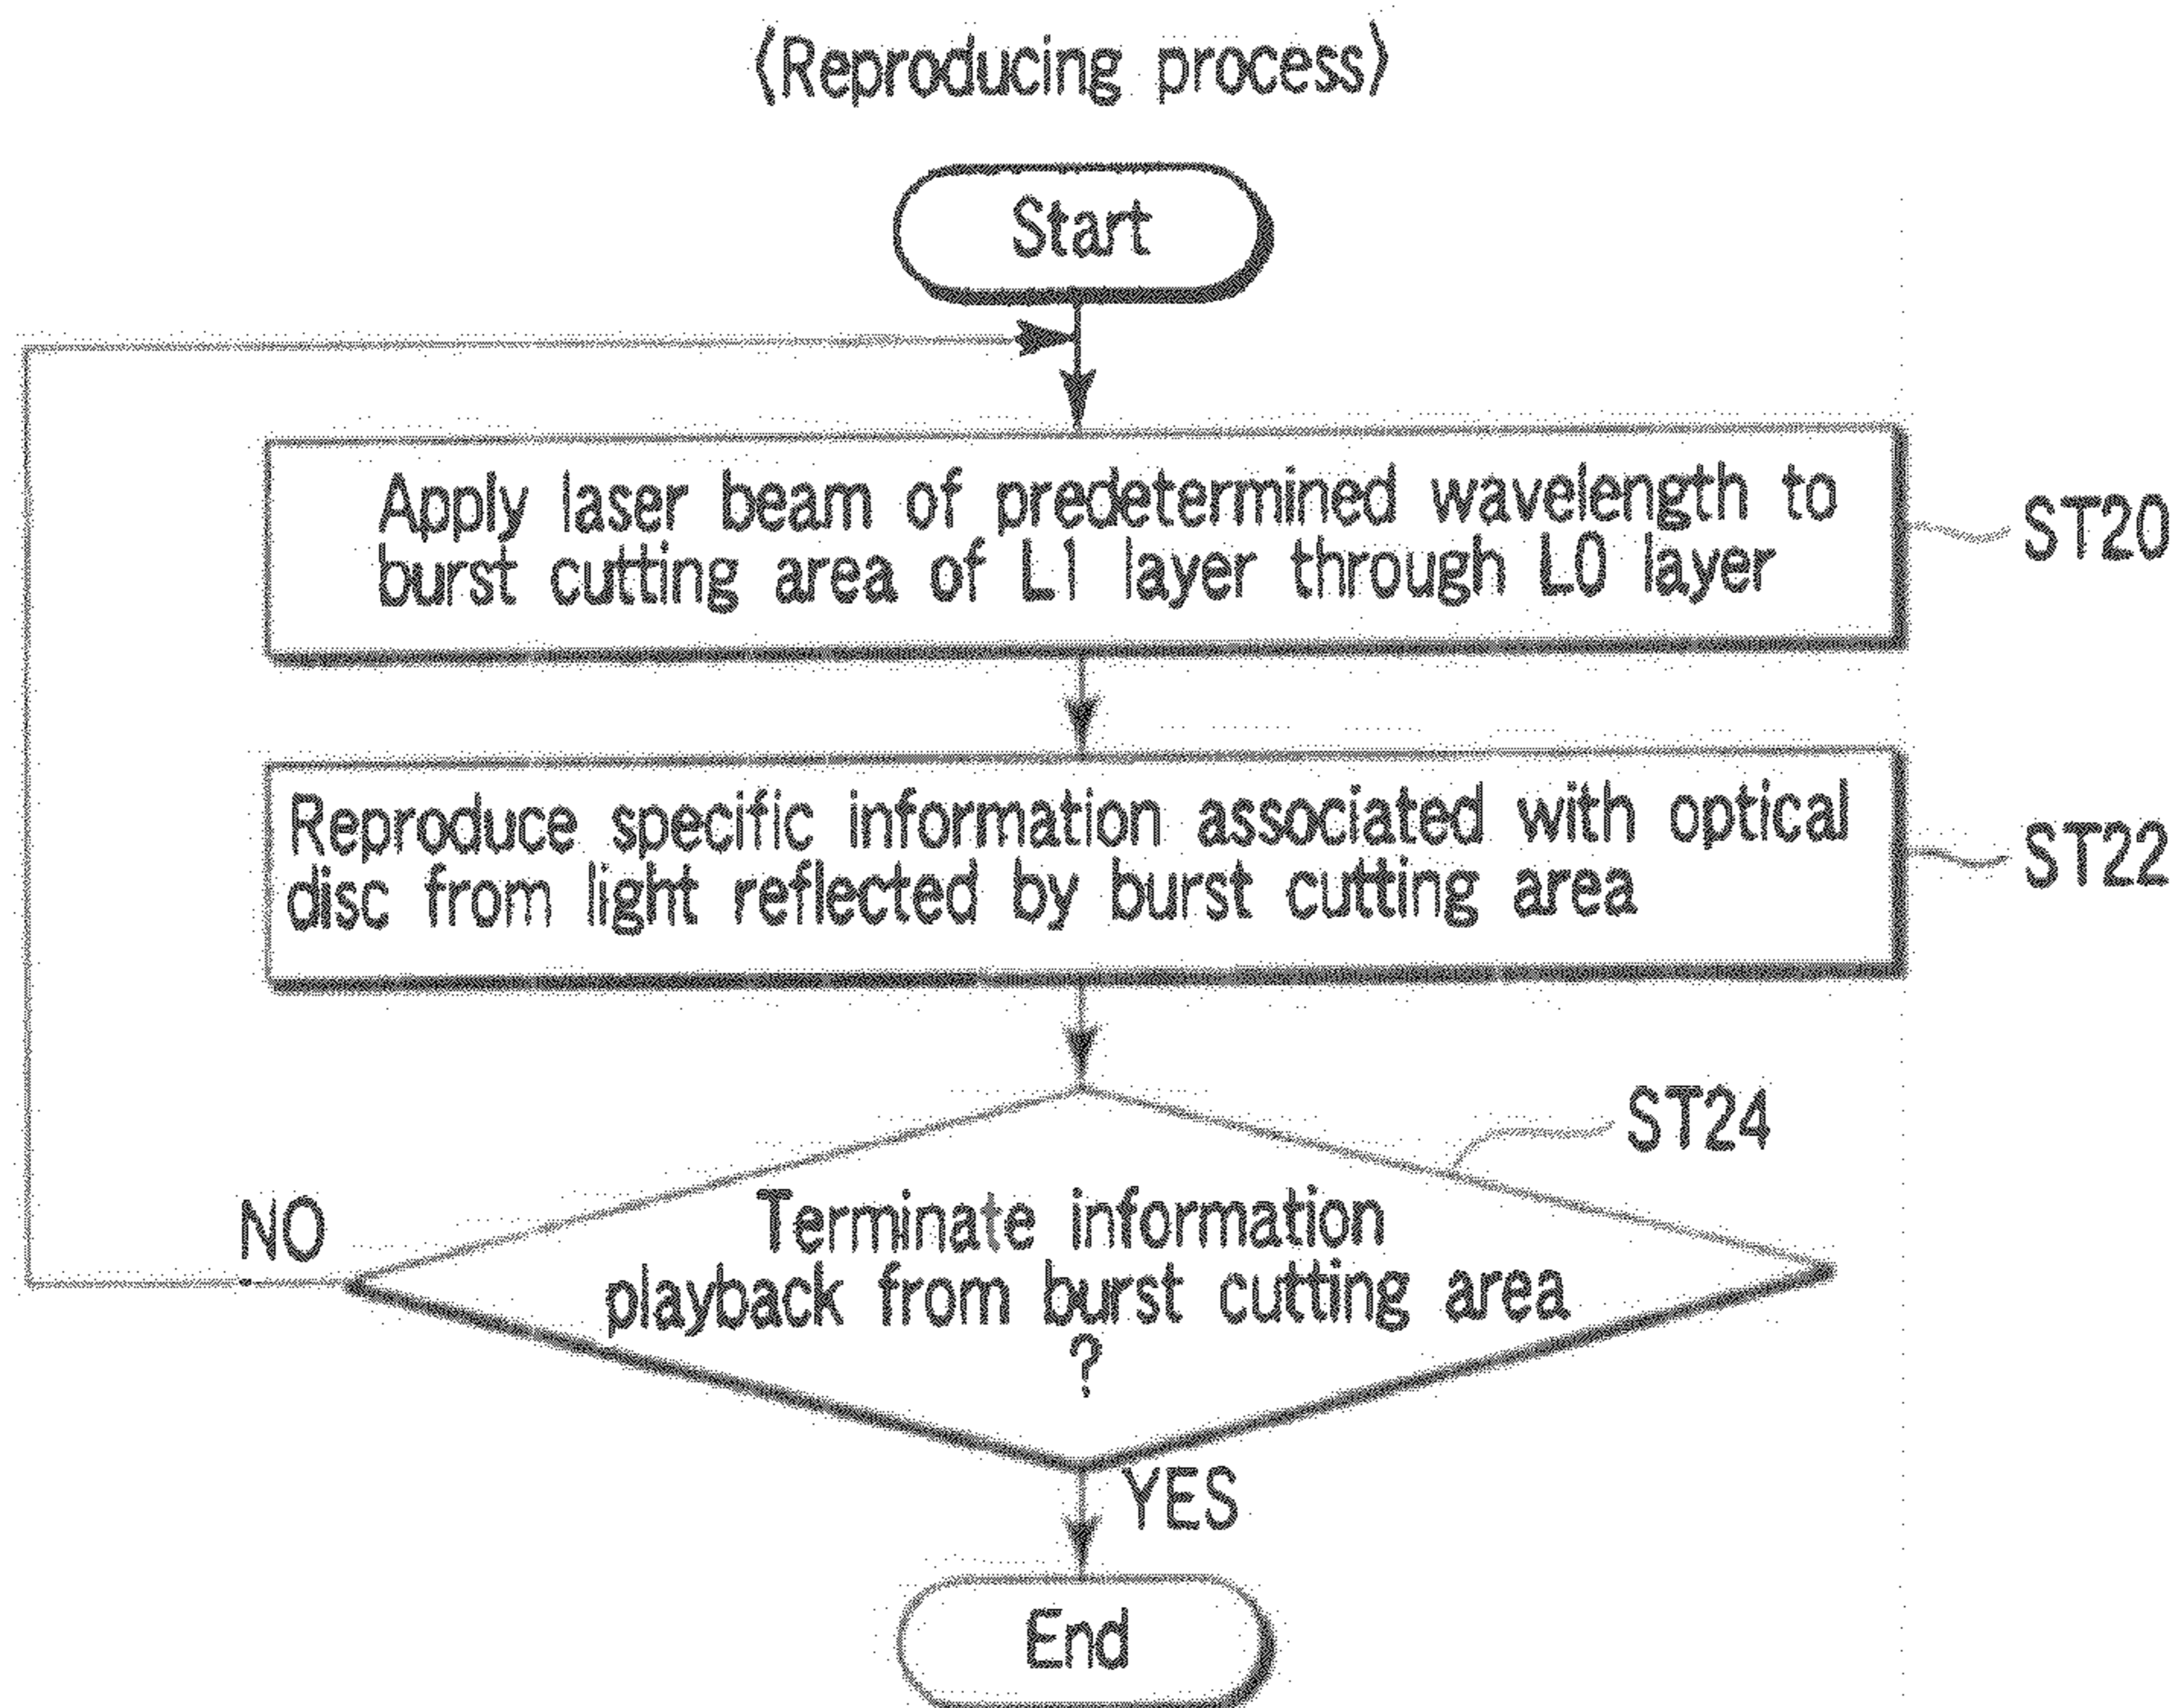 (Reproducing process)
Start
Apply laser beam of predetermined wavelength to
burst cutting area of L1 layer through L0 layer
ST20
Reproduce specific information associated with optical
disc from light reflected by burst cutting area
ST22
ST24
NO
Terminate information
playback from burst cutting area
?
YES
End